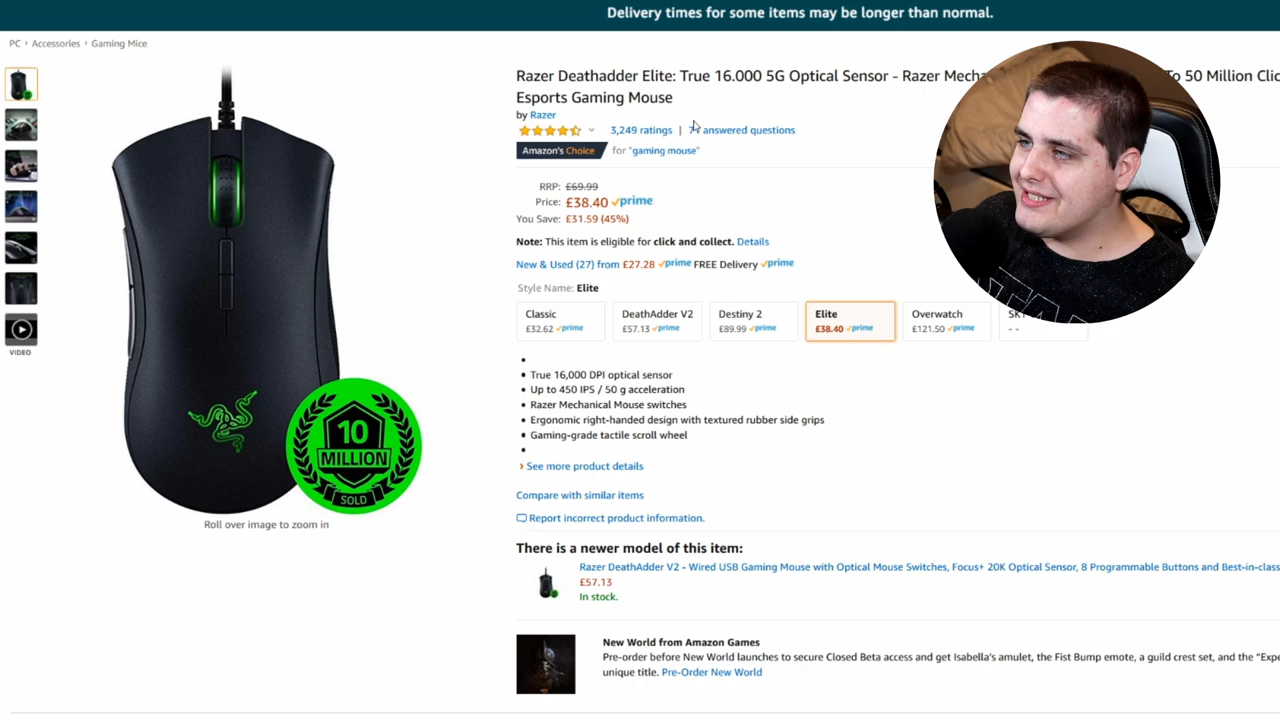 Delivery times for some items may be longer than normal.
PC › Accessories › Gaming Mice
Razer Deathadder Elite: True 16.000 5G Optical Sensor - Razer To 50 Million
Esports Gaming Mouse
by Razer
3,249 ratings | answered questions
Amazon's Choice for "gaming mouse"
RRP: £69.99
Price: £38.40 prime
You Save: £31.59 (45%)
Note: This item is eligible for click and collect. Details
New & Used (27) from £27.28 prime FREE Delivery prime
Style Name: Elite
Classic
£32.62 prime
DeathAdder V2
£57.13 prime
Destiny 2
£89.99 prime
Elite
£38.40 prime
Overwatch
£121.50 prime
- -
• True 16,000 DPI optical sensor
• Up to 450 IPS / 50 g acceleration
• Razer Mechanical Mouse switches
• Ergonomic right-handed design with textured rubber side grips
• Gaming-grade tactile scroll wheel
› See more product details
Compare with similar items
Report incorrect product information.
There is a newer model of this item:
Razer DeathAdder V2 - Wired USB Gaming Mouse with Optical Mouse Switches, Focus+ 20K Optical Sensor, 8 Programmable Buttons and Best-in-class
£57.13
In stock.
New World from Amazon Games
Pre-order before New World launches to secure Closed Beta access and get Isabella's amulet, the Fist Bump emote, a guild crest set, and the
unique title. Pre-Order New World
VIDEO
10
MILLION
SOLD
Roll over image to zoom in